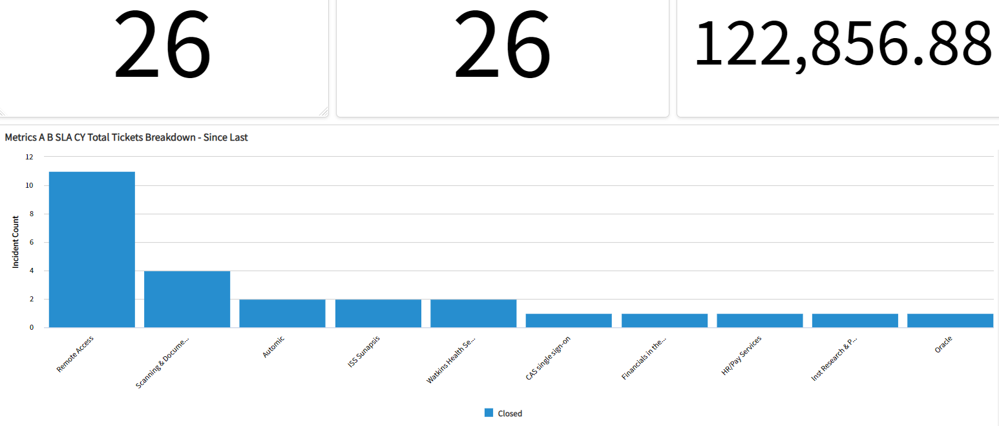 26
26
122,856.88
Metrics A B SLA CY Total Tickets Breakdown - Since Last
Incident Count
12
10
8
6
4
2
0
Remote Access
Scanning & Docume...
Automic
ISS Sunapsis
Watkins Health Se...
CAS single sign-on
Financials in the...
HR/Pay Services
Inst Research & P...
Oracle
Closed